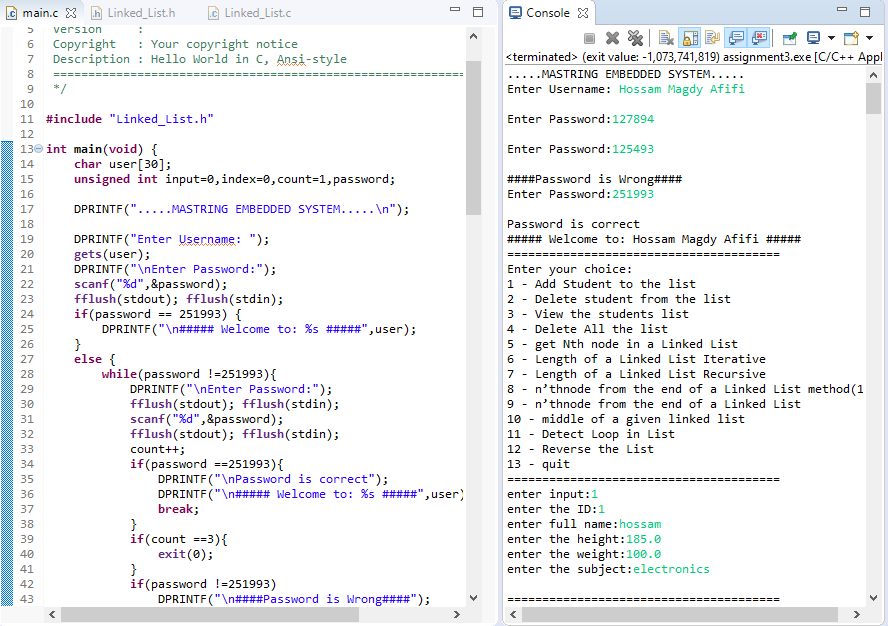 main.c
Linked_List.h
Linked_List.c
5 Version :
6 Copyright : Your copyright notice
7 Description : Hello World in C, Ansi-style
8 ==========================================================
9 */
10
11 #include "Linked_List.h"
12
13 int main(void) {
14 char user[30];
15 unsigned int input=0,index=0,count=1,password;
16
17 DPRINTF(".....MASTRING EMBEDDED SYSTEM.....\n");
18
19 DPRINTF("Enter Username: ");
20 gets(user);
21 DPRINTF("\nEnter Password:");
22 scanf("%d",&password);
23 fflush(stdout); fflush(stdin);
24 if(password == 251993) {
25 DPRINTF("\n##### Welcome to: %s #####",user);
26 }
27 else {
28 while(password !=251993){
29 DPRINTF("\nEnter Password:");
30 fflush(stdout); fflush(stdin);
31 scanf("%d",&password);
32 fflush(stdout); fflush(stdin);
33 count++;
34 if(password ==251993){
35 DPRINTF("\nPassword is correct");
36 DPRINTF("\n##### Welcome to: %s #####",user)
37 break;
38 }
39 if(count ==3){
40 exit(0);
41 }
42 if(password !=251993)
43 DPRINTF("\n####Password is Wrong####");
Console
<terminated> (exit value: -1,073,741,819) assignment3.exe [C/C++ Appl
.....MASTRING EMBEDDED SYSTEM.....
Enter Username: Hossam Magdy Afifi
Enter Password:127894
Enter Password:125493
####Password is Wrong####
Enter Password:251993
Password is correct
##### Welcome to: Hossam Magdy Afifi #####
=======================================
Enter your choice:
1 - Add Student to the list
2 - Delete student from the list
3 - View the students list
4 - Delete All the list
5 - get Nth node in a Linked List
6 - Length of a Linked List Iterative
7 - Length of a Linked List Recursive
8 - n’thnode from the end of a Linked List method(1
9 - n’thnode from the end of a Linked List
10 - middle of a given linked list
11 - Detect Loop in List
12 - Reverse the List
13 - quit
=======================================
enter input:1
enter the ID:1
enter full name:hossam
enter the height:185.0
enter the weight:100.0
enter the subject:electronics
=======================================